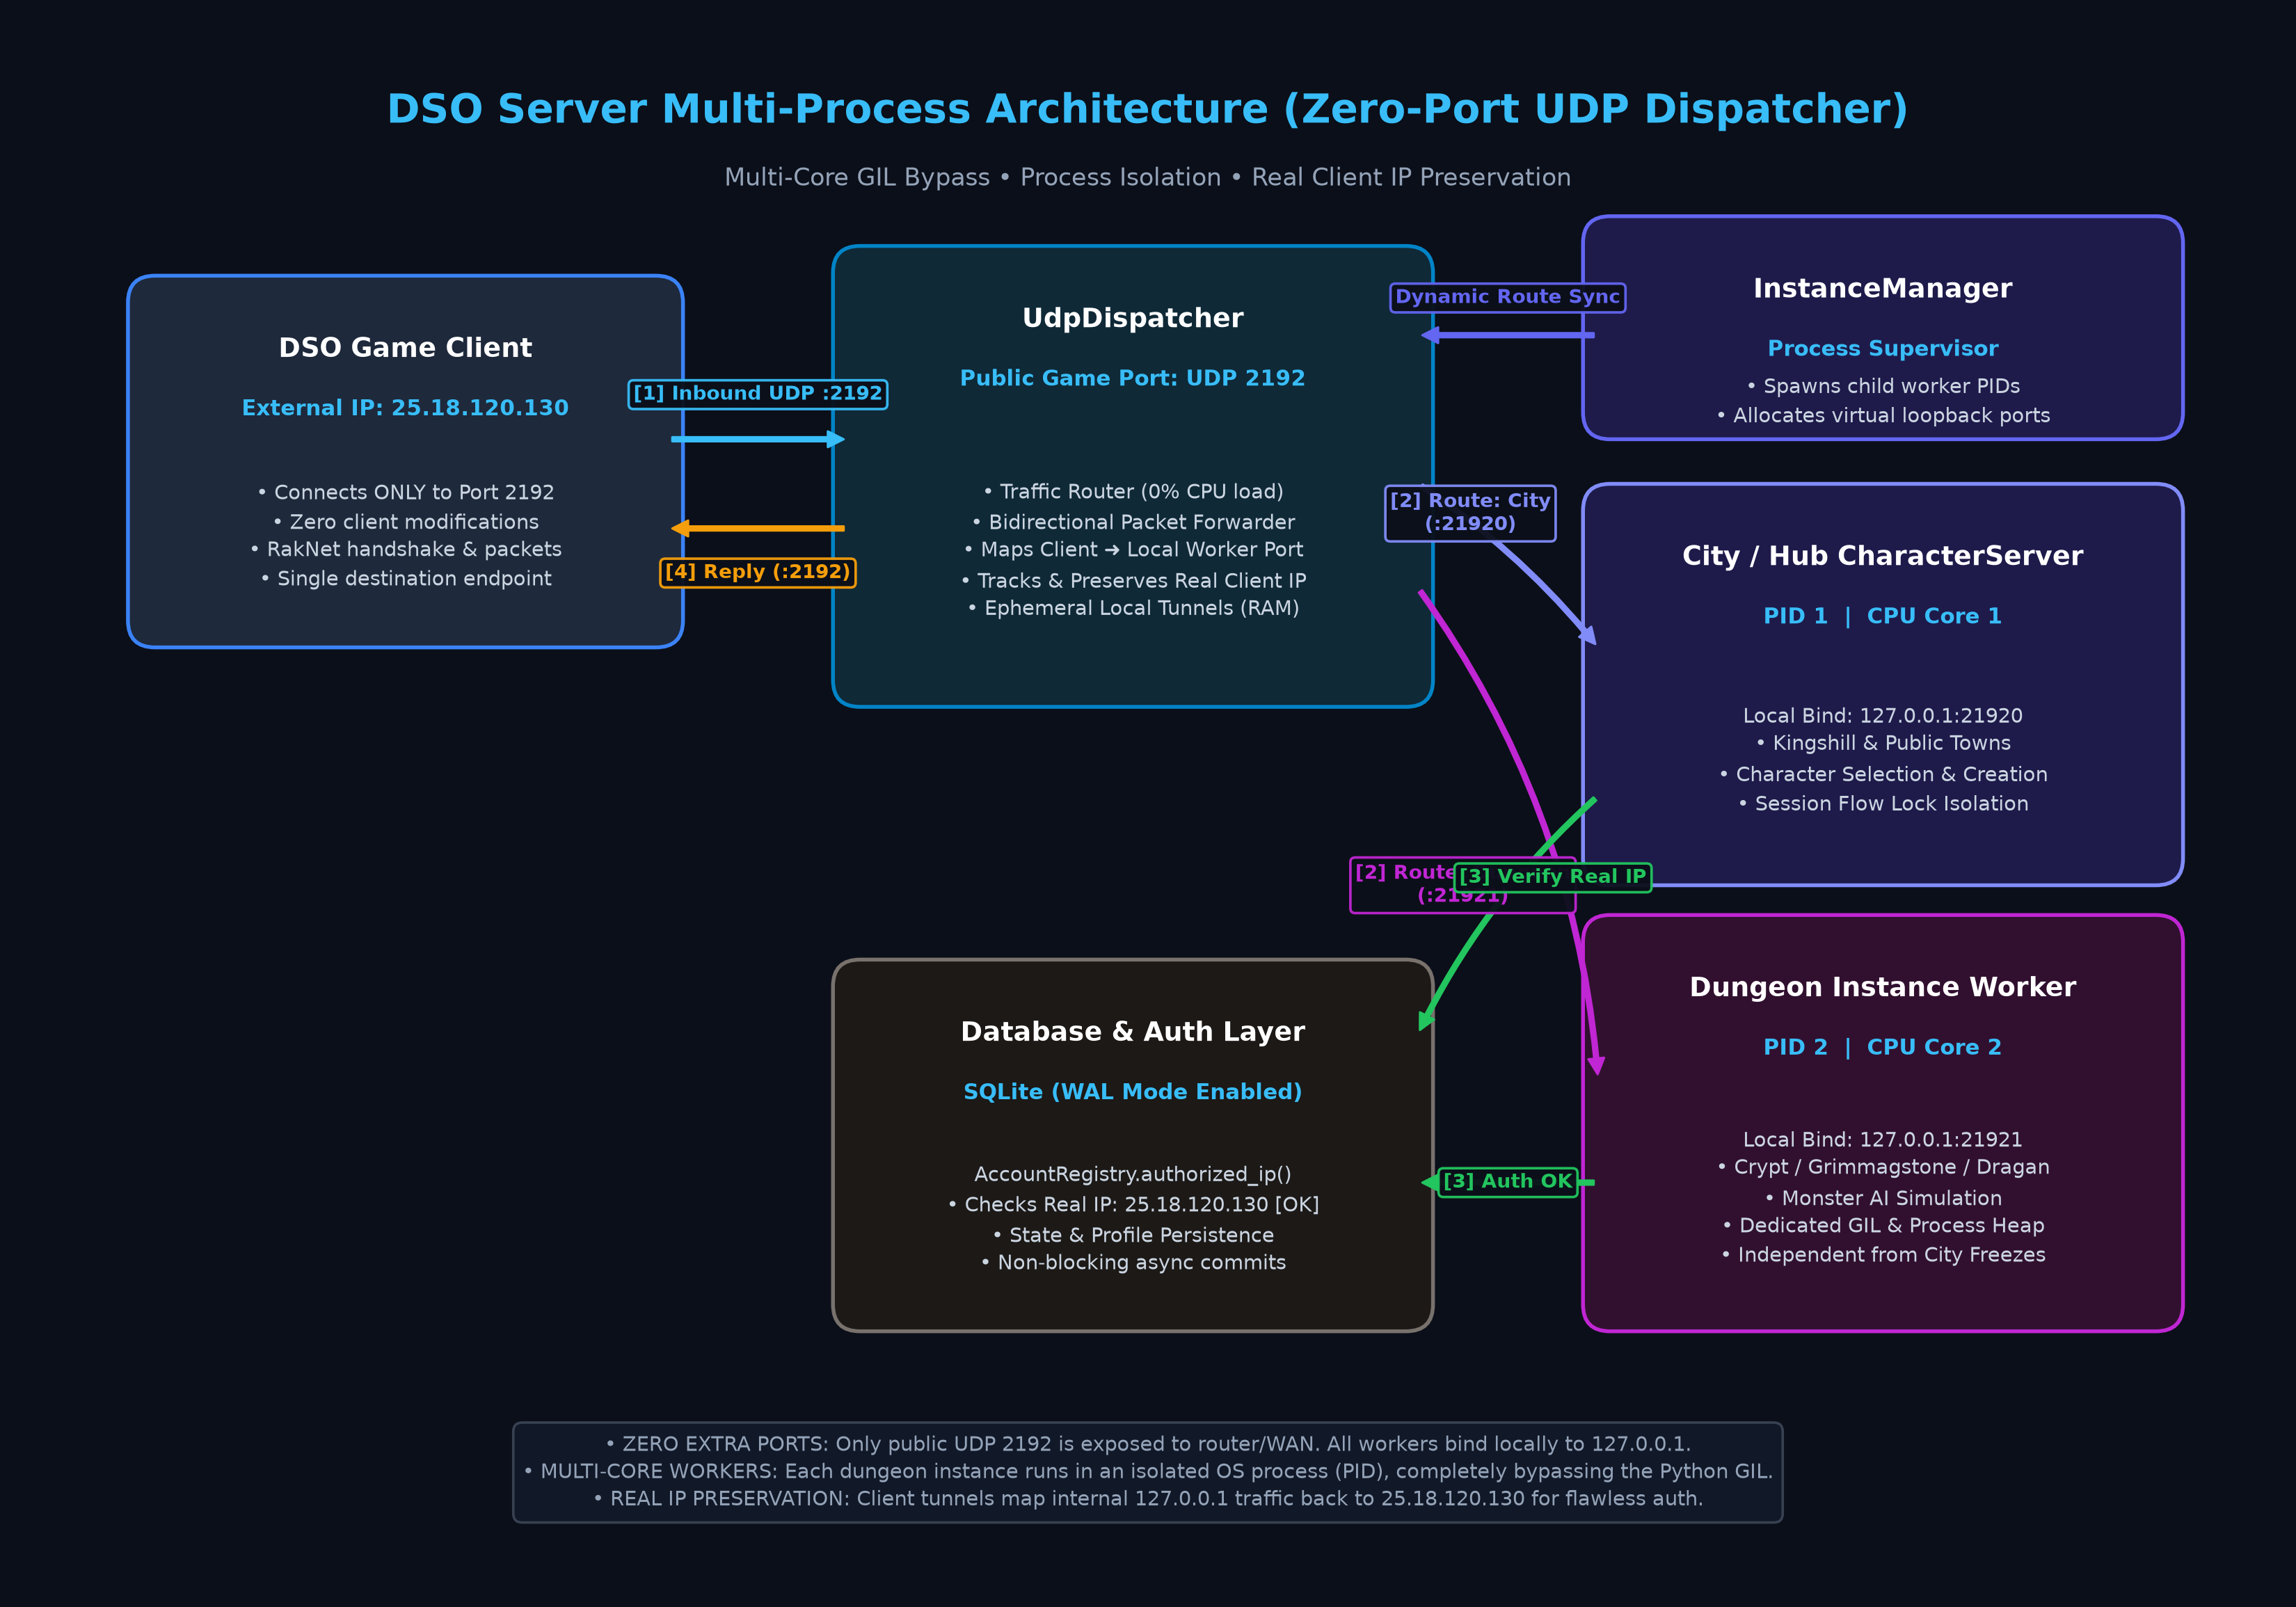 DSO Server Multi-Process Architecture (Zero-Port UDP Dispatcher)
Multi-Core GIL Bypass • Process Isolation • Real Client IP Preservation
DSO Game Client
External IP: 25.18.120.130
• Connects ONLY to Port 2192
• Zero client modifications
• RakNet handshake & packets
• Single destination endpoint
[1] Inbound UDP :2192
[4] Reply (:2192)
UdpDispatcher
Public Game Port: UDP 2192
• Traffic Router (0% CPU load)
• Bidirectional Packet Forwarder
• Maps Client ➜ Local Worker Port
• Tracks & Preserves Real Client IP
• Ephemeral Local Tunnels (RAM)
Dynamic Route Sync
InstanceManager
Process Supervisor
• Spawns child worker PIDs
• Allocates virtual loopback ports
[2] Route: City
(:21920)
City / Hub CharacterServer
PID 1 | CPU Core 1
Local Bind: 127.0.0.1:21920
• Kingshill & Public Towns
• Character Selection & Creation
• Session Flow Lock Isolation
[2] Route
(:21921)
[3] Verify Real IP
Database & Auth Layer
SQLite (WAL Mode Enabled)
AccountRegistry.authorized_ip()
• Checks Real IP: 25.18.120.130 [OK]
• State & Profile Persistence
• Non-blocking async commits
[3] Auth OK
Dungeon Instance Worker
PID 2 | CPU Core 2
Local Bind: 127.0.0.1:21921
• Crypt / Grimmagstone / Dragan
• Monster AI Simulation
• Dedicated GIL & Process Heap
• Independent from City Freezes
• ZERO EXTRA PORTS: Only public UDP 2192 is exposed to router/WAN. All workers bind locally to 127.0.0.1.
• MULTI-CORE WORKERS: Each dungeon instance runs in an isolated OS process (PID), completely bypassing the Python GIL.
• REAL IP PRESERVATION: Client tunnels map internal 127.0.0.1 traffic back to 25.18.120.130 for flawless auth.